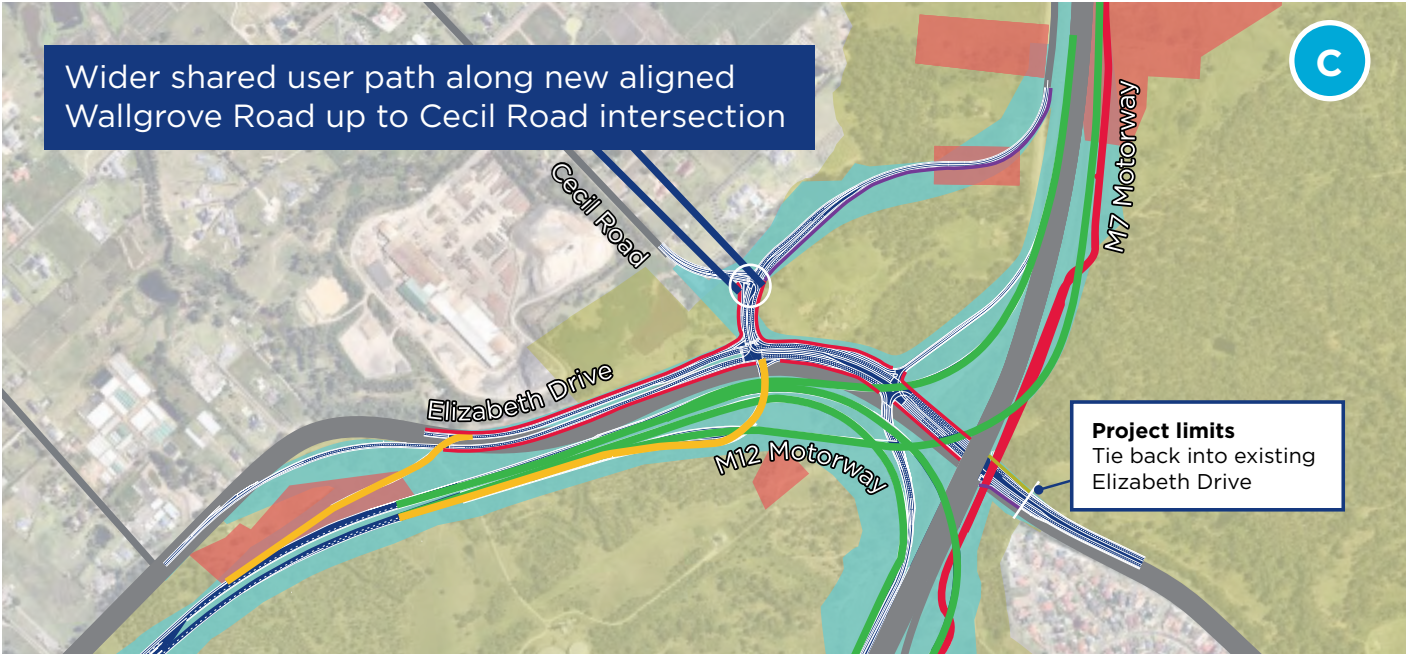 Wider shared user path along new aligned
Wallgrove Road up to Cecil Road intersection
C
Cecil Road
M7 Motorway
Elizabeth Drive
M12 Motorway
Project limits
Tie back into existing
Elizabeth Drive